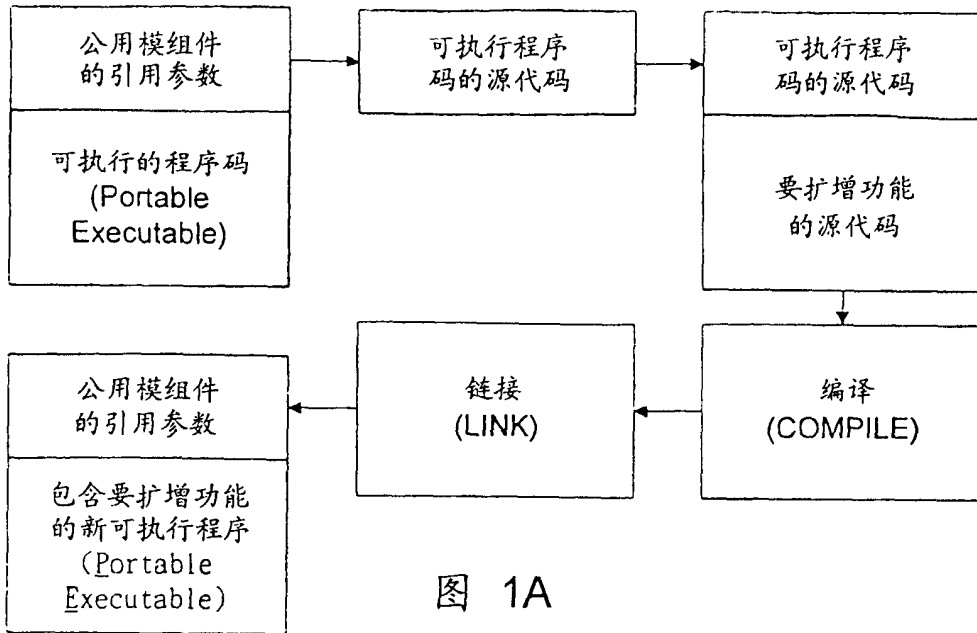 公用模组件
的引用参数
可执行的程序码
(Portable
Executable)
可执行程序
码的源代码
可执行程序
码的源代码
要扩增功能
的源代码
编译
(COMPILE)
链接
(LINK)
公用模组件
的引用参数
包含要扩增功能
的新可执行程序
(Portable
Executable)
图 1A